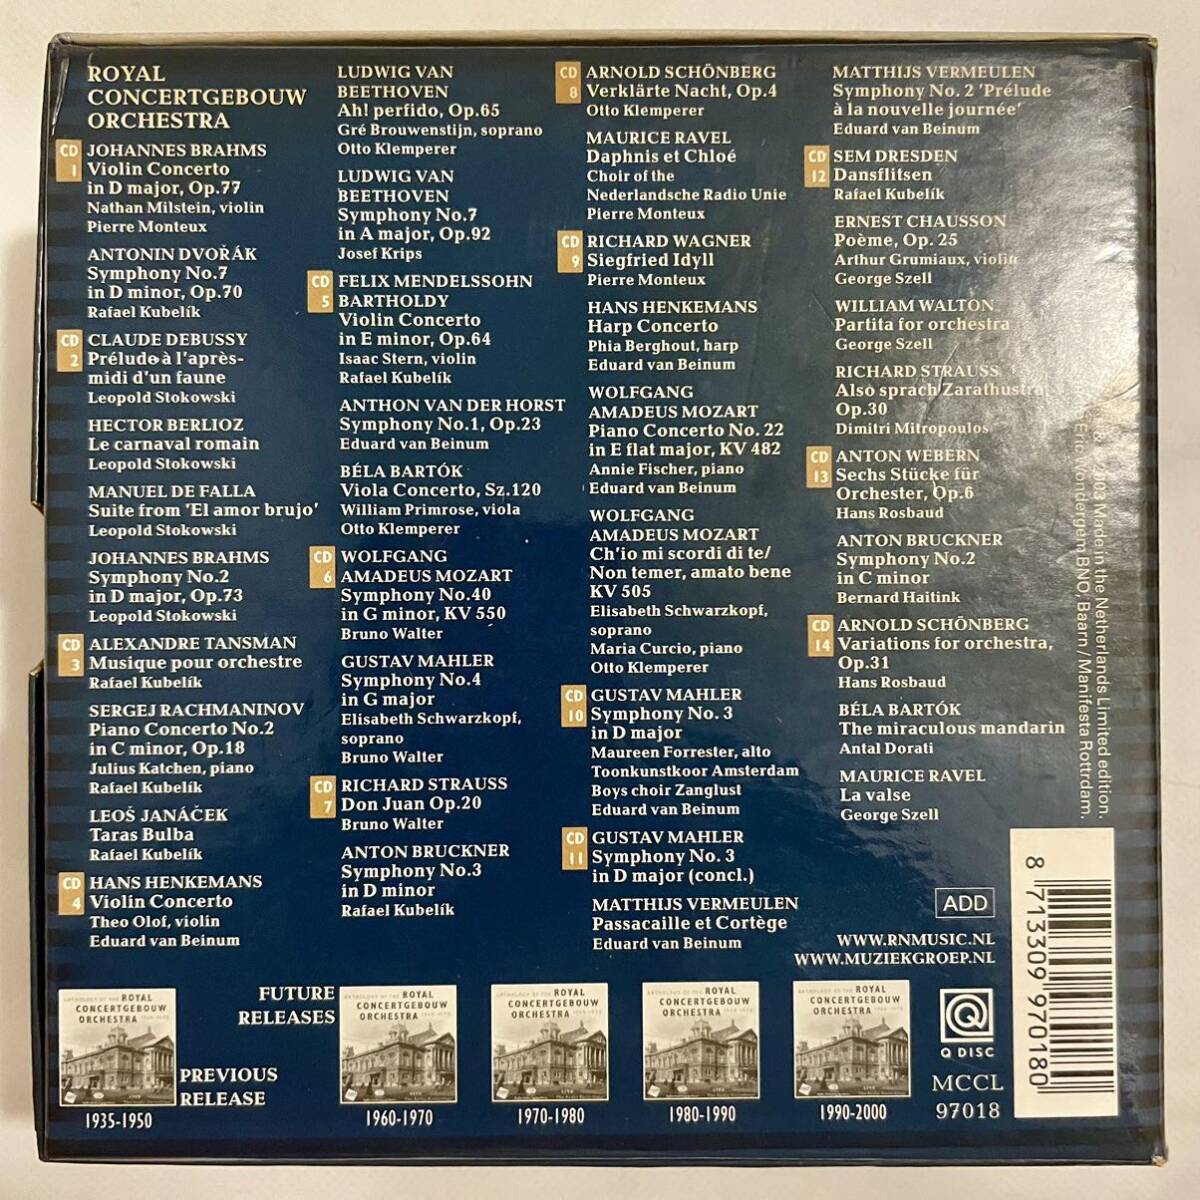 ROYAL
CONCERTGEBOUW
ORCHESTRA
CD
1
JOHANNES BRAHMS
Violin Concerto
in D major, Op.77
Nathan Milstein, violin
Pierre Monteux
ANTONIN DVOŘÁK
Symphony No.7
in D minor, Op.70
Rafael Kubelík
CD
2
CLAUDE DEBUSSY
Prélude à l'après-
midi d'un faune
Leopold Stokowski
HECTOR BERLIOZ
Le carnaval romain
Leopold Stokowski
MANUEL DE FALLA
Suite from 'El amor brujo'
Leopold Stokowski
JOHANNES BRAHMS
Symphony No.2
in D major, Op.73
Leopold Stokowski
CD
3
ALEXANDRE TANSMAN
Musique pour orchestre
Rafael Kubelík
SERGEJ RACHMANINOV
Piano Concerto No.2
in C minor, Op.18
Julius Katchen, piano
Rafael Kubelík
LEOŠ JANÁČEK
Taras Bulba
Rafael Kubelík
CD
4
HANS HENKEMANS
Violin Concerto
Theo Olof, violin
Eduard van Beinum
LUDWIG VAN
BEETHOVEN
Ah! perfido, Op.65
Gré Brouwenstijn, soprano
Otto Klemperer
LUDWIG VAN
BEETHOVEN
Symphony No.7
in A major, Op.92
Josef Krips
CD
5
FELIX MENDELSSOHN
BARTHOLDY
Violin Concerto
in E minor, Op.64
Isaac Stern, violin
Rafael Kubelík
ANTHON VAN DER HORST
Symphony No.1, Op.23
Eduard van Beinum
BÉLA BARTÓK
Viola Concerto, Sz.120
William Primrose, viola
Otto Klemperer
CD
6
WOLFGANG
AMADEUS MOZART
Symphony No.40
in G minor, KV 550
Bruno Walter
GUSTAV MAHLER
Symphony No.4
in G major
Elisabeth Schwarzkopf,
soprano
Bruno Walter
CD
7
RICHARD STRAUSS
Don Juan Op.20
Bruno Walter
ANTON BRUCKNER
Symphony No.3
in D minor
Rafael Kubelík
CD
8
ARNOLD SCHÖNBERG
Verklärte Nacht, Op.4
Otto Klemperer
MAURICE RAVEL
Daphnis et Chloé
Choir of the
Nederlandsche Radio Unie
Pierre Monteux
CD
9
RICHARD WAGNER
Siegfried Idyll
Pierre Monteux
HANS HENKEMANS
Harp Concerto
Phia Berghout, harp
Eduard van Beinum
WOLFGANG
AMADEUS MOZART
Piano Concerto No. 22
in E flat major, KV 482
Annie Fischer, piano
Eduard van Beinum
WOLFGANG
AMADEUS MOZART
Ch'io mi scordi di te/
Non temer, amato bene
KV 505
Elisabeth Schwarzkopf,
soprano
Maria Curcio, piano
Otto Klemperer
CD
10
GUSTAV MAHLER
Symphony No. 3
in D major
Maureen Forrester, alto
Toonkunstkoor Amsterdam
Boys choir Zanglust
Eduard van Beinum
CD
11
GUSTAV MAHLER
Symphony No. 3
in D major (concl.)
MATTHIJS VERMEULEN
Passacaille et Cortège
Eduard van Beinum
MATTHIJS VERMEULEN
Symphony No. 2 'Prélude
à la nouvelle journée'
Eduard van Beinum
CD
12
SEM DRESDEN
Dansflitsen
Rafael Kubelík
ERNEST CHAUSSON
Poème, Op. 25
Arthur Grumiaux, violin
George Szell
WILLIAM WALTON
Partita for orchestra
George Szell
RICHARD STRAUSS
Also sprach Zarathustra,
Op.30
Dimitri Mitropoulos
CD
13
ANTON WEBERN
Sechs Stücke für
Orchester, Op.6
Hans Rosbaud
ANTON BRUCKNER
Symphony No.2
in C minor
Bernard Haitink
CD
14
ARNOLD SCHÖNBERG
Variations for orchestra,
Op.31
Hans Rosbaud
BÉLA BARTÓK
The miraculous mandarin
Antal Dorati
MAURICE RAVEL
La valse
George Szell
2003 Made in the Netherlands Limited edition.
Eric Wondergem BNO, Baarn / Manifesta Rottrdam.
ADD
WWW.RNMUSIC.NL
WWW.MUZIEKGROEP.NL
8 713309 970180
Q DISC
MCCL
97018
ROYAL
CONCERTGEBOUW
ORCHESTRA
PREVIOUS
RELEASE
1935-1950
FUTURE
RELEASES
ROYAL
CONCERTGEBOUW
ORCHESTRA
1960-1970
ROYAL
CONCERTGEBOUW
ORCHESTRA
1970-1980
ROYAL
CONCERTGEBOUW
ORCHESTRA
1980-1990
ROYAL
CONCERTGEBOUW
ORCHESTRA
1990-2000